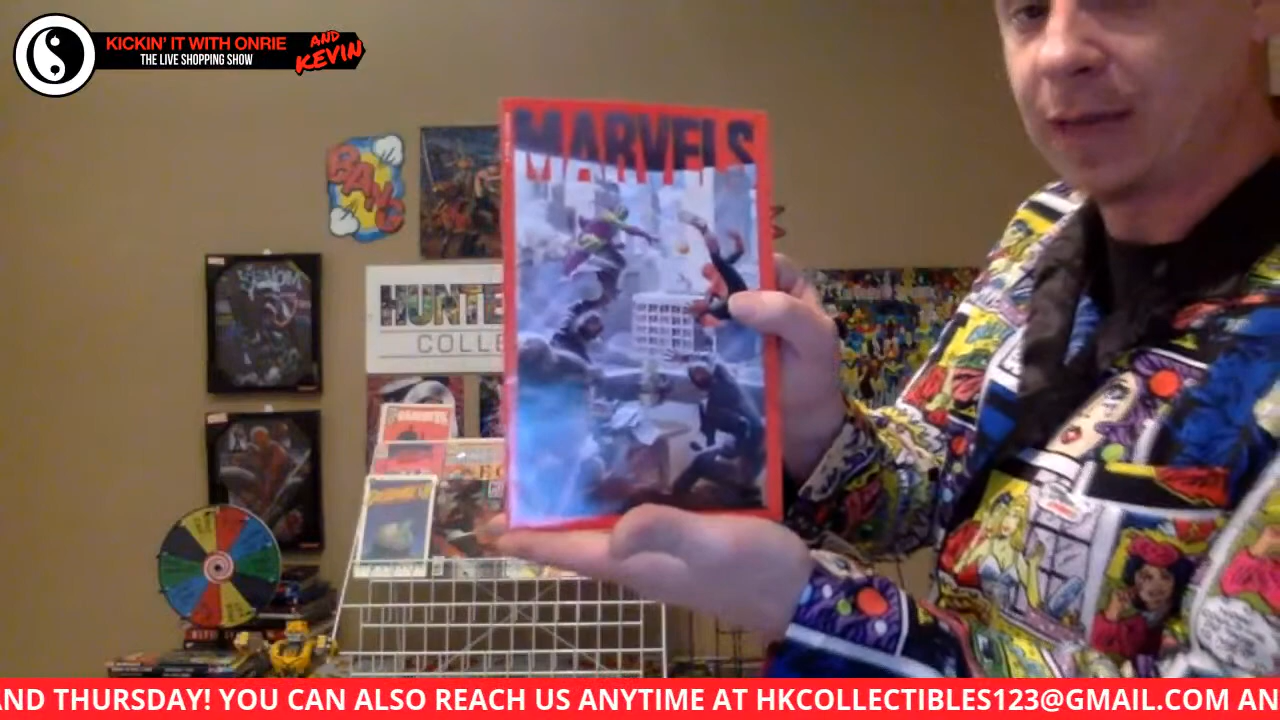 KICKIN' IT WITH ONRIE
AND
KEVIN
THE LIVE SHOPPING SHOW
MARVELS
BANG
VENOM
HUNTE
COLLE
AND THURSDAY! YOU CAN ALSO REACH US ANYTIME AT HKCOLLECTIBLES123@GMAIL.COM AN